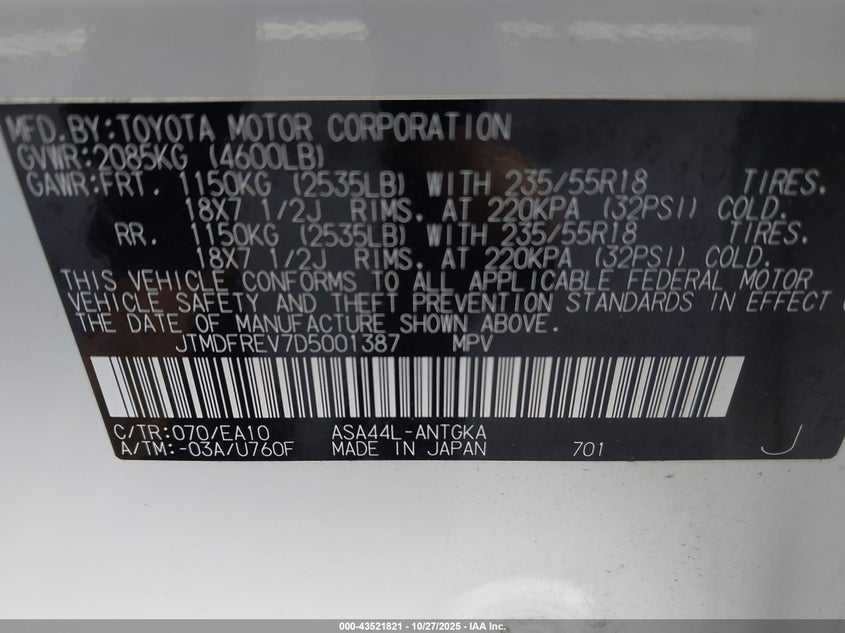 MFD.BY:TOYOTA MOTOR CORPORATION
GVWR:2085KG (4600LB)
GAWR:FRT. 1150KG (2535LB) WITH 235/55R18 TIRES.
18X7 1/2J RIMS. AT 220KPA (32PSI) COLD.
RR. 1150KG (2535LB) WITH 235/55R18 TIRES.
18X7 1/2J RIMS. AT 220KPA (32PSI) COLD.
THIS VEHICLE CONFORMS TO ALL APPLICABLE FEDERAL MOTOR
VEHICLE SAFETY AND THEFT PREVENTION STANDARDS IN EFFECT
THE DATE OF MANUFACTURE SHOWN ABOVE.
JTMDFREV7D5001387 MPV
C/TR:070/EA10 ASA44L-ANTGKA
A/TM:-03A/U760F MADE IN JAPAN 701 J
000-43521821 | 10/27/2025 - IAA Inc.